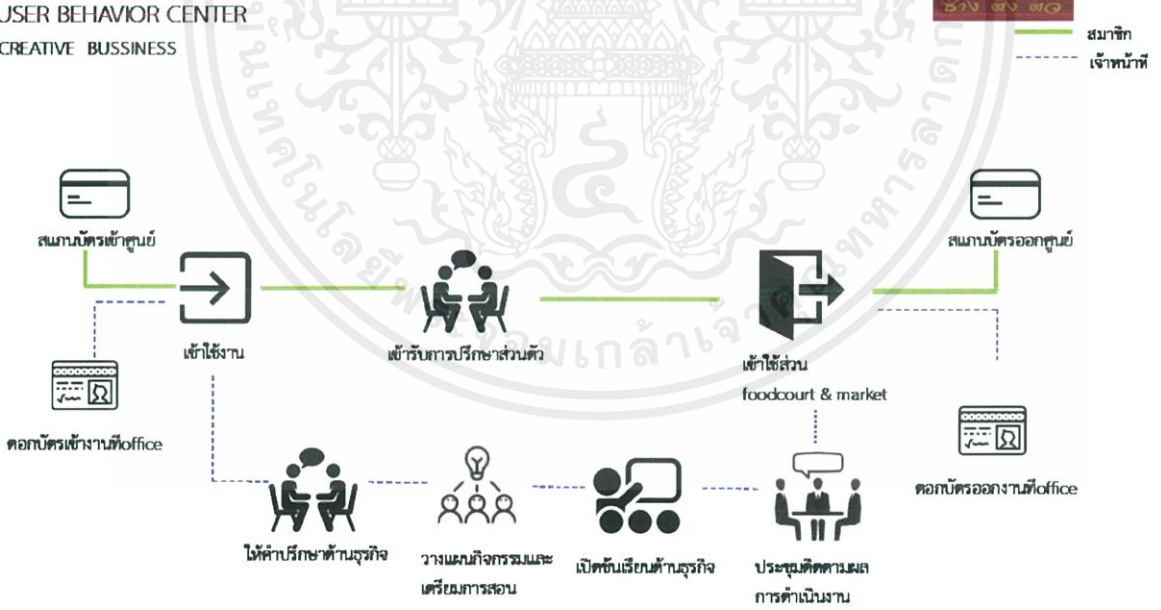 USER BEHAVIOR CENTER
CREATIVE BUSSINESS
ช่าง ตัง ตจ
สมาชิก
เจ้าหน้าที่
สแกนบัตรเข้าศูนย์
สแกนบัตรออกศูนย์
เข้าใช้งาน
เข้ารับการปรึกษาส่วนตัว
เข้าใช้ส่วน
foodcourt & market
ตอกบัตรเข้างานที่office
ตอกบัตรออกงานที่office
ให้คำปรึกษาด้านธุรกิจ
วางแผนกิจกรรมและ
เตรียมการสอน
เปิดชั้นเรียนด้านธุรกิจ
ประชุมติดตามผล
การดำเนินงาน